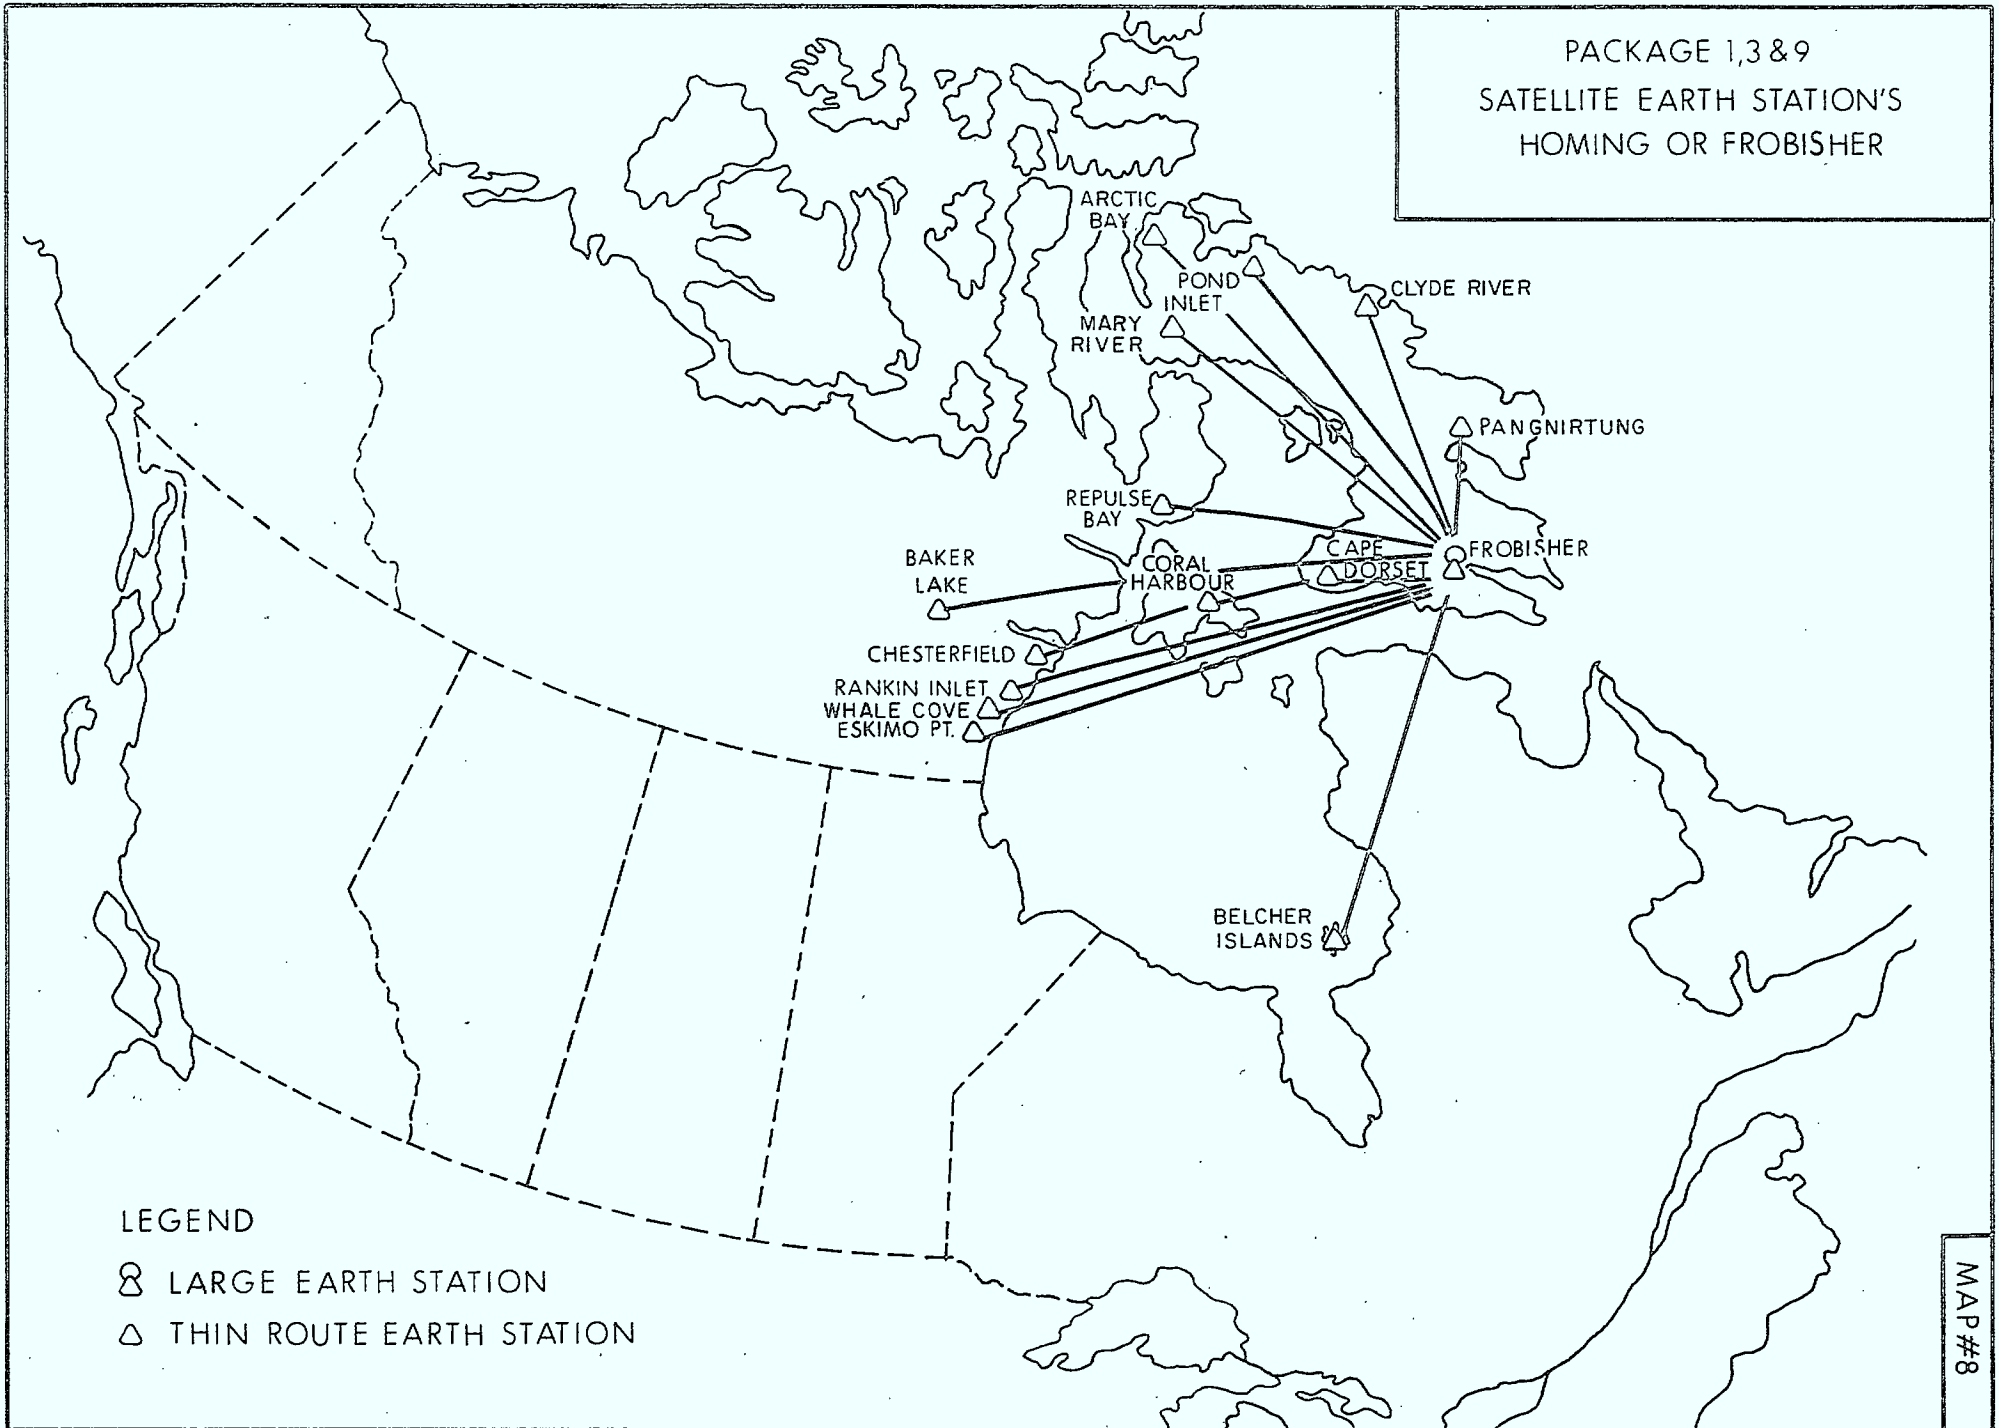 PACKAGE 1,3 & 9
SATELLITE EARTH STATION'S
HOMING OR FROBISHER
ARCTIC
BAY
POND
INLET
CLYDE RIVER
MARY
RIVER
PANGNIRTUNG
REPULSE
BAY
FROBISHER
CAPE
DORSET
BAKER
LAKE
CORAL
HARBOUR
CHESTERFIELD
RANKIN INLET
WHALE COVE
ESKIMO PT.
BELCHER
ISLANDS
LEGEND
LARGE EARTH STATION
THIN ROUTE EARTH STATION
MAP #8